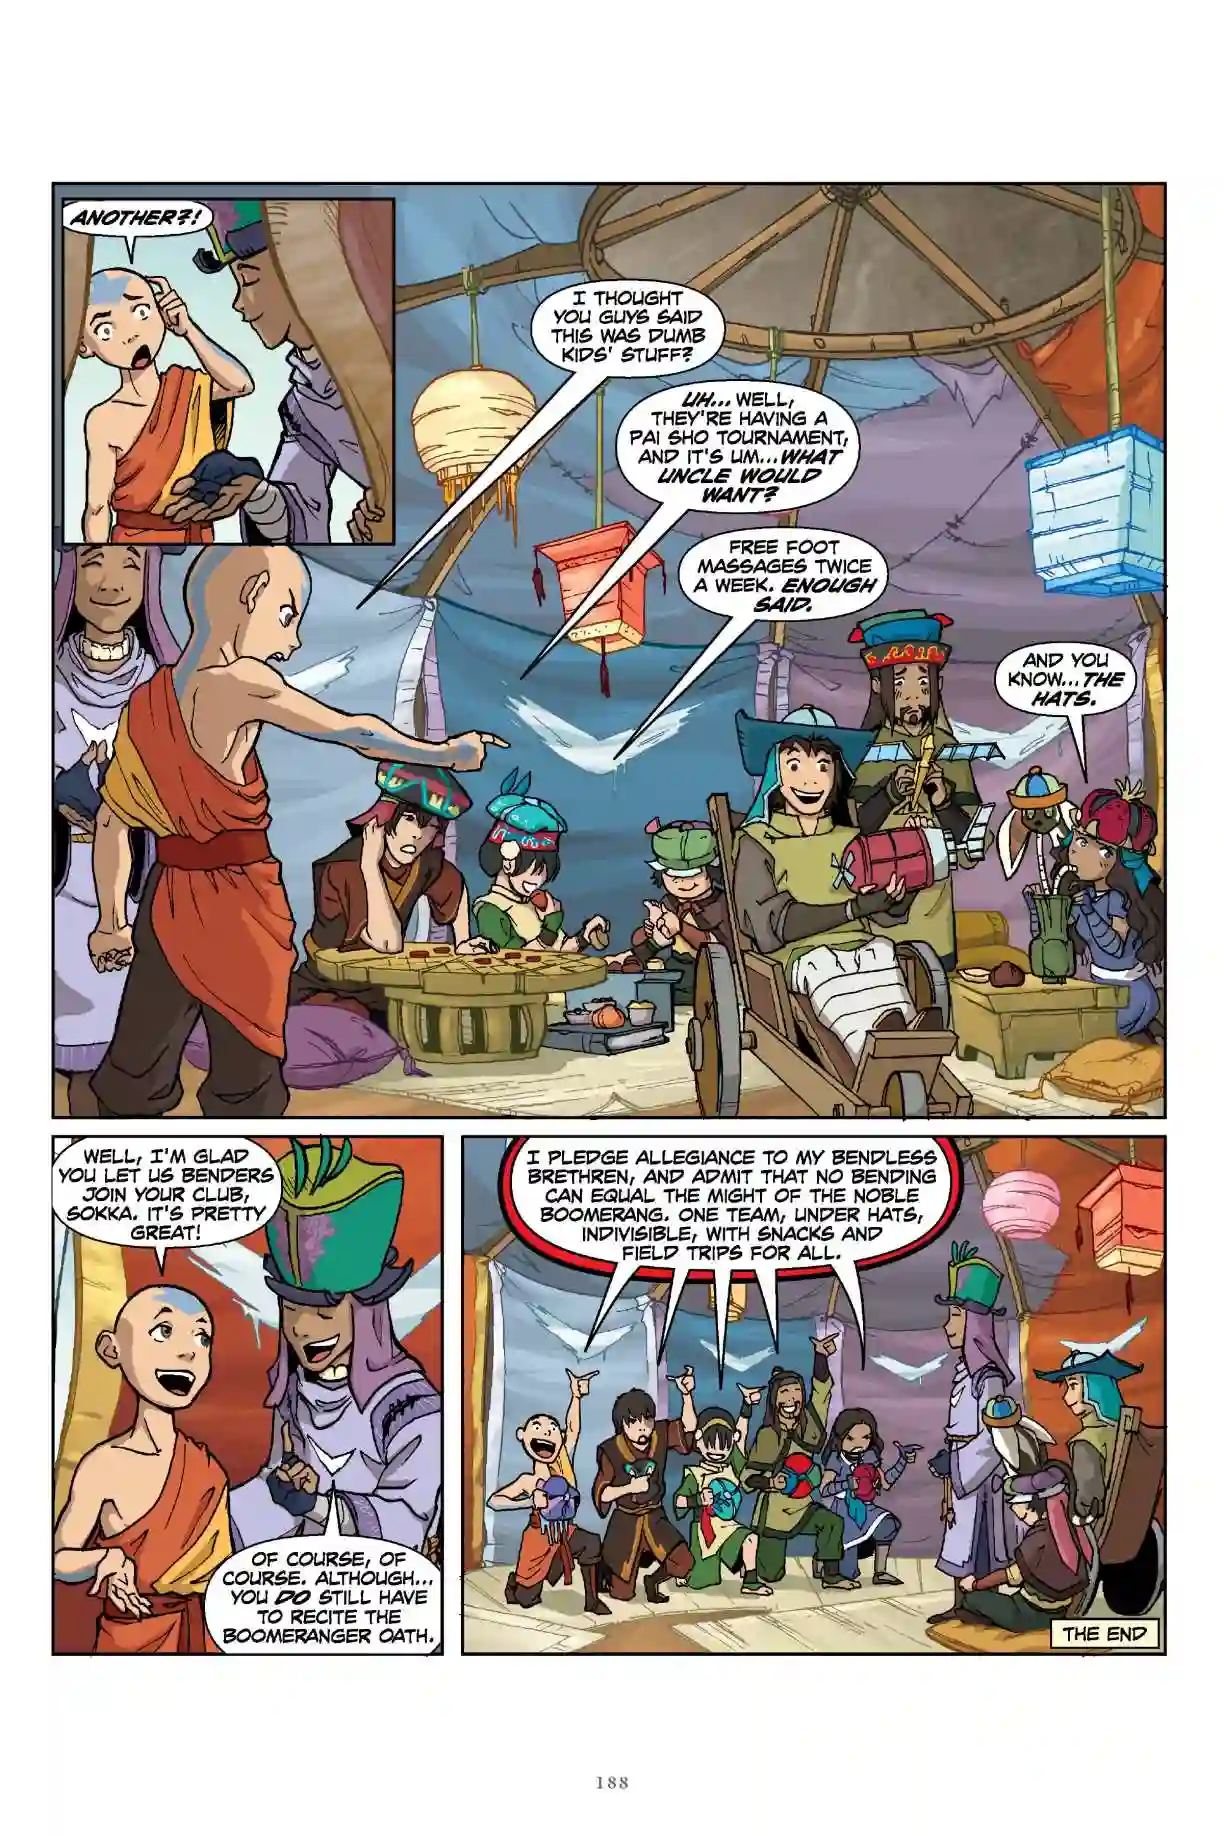 ANOTHER?!
I THOUGHT
YOU GUYS SAID
THIS WAS DUMB
KIDS' STUFF?
UH... WELL,
THEY'RE HAVING A
PAI SHO TOURNAMENT,
AND IT'S UM... WHAT
UNCLE WOULD
WANT?
FREE FOOT
MASSAGES TWICE
A WEEK. ENOUGH
SAID.
AND YOU
KNOW... THE
HATS.
WELL, I'M GLAD
YOU LET US BENDERS
JOIN YOUR CLUB,
SOKKA. IT'S PRETTY
GREAT!
OF COURSE, OF
COURSE. ALTHOUGH...
YOU DO STILL HAVE
TO RECITE THE
BOOMERANGER OATH.
I PLEDGE ALLEGIANCE TO MY BENDLESS
BRETHREN, AND ADMIT THAT NO BENDING
CAN EQUAL THE MIGHT OF THE NOBLE
BOOMERANG. ONE TEAM, UNDER HATS,
INDIVISIBLE, WITH SNACKS AND
FIELD TRIPS FOR ALL.
THE END
188